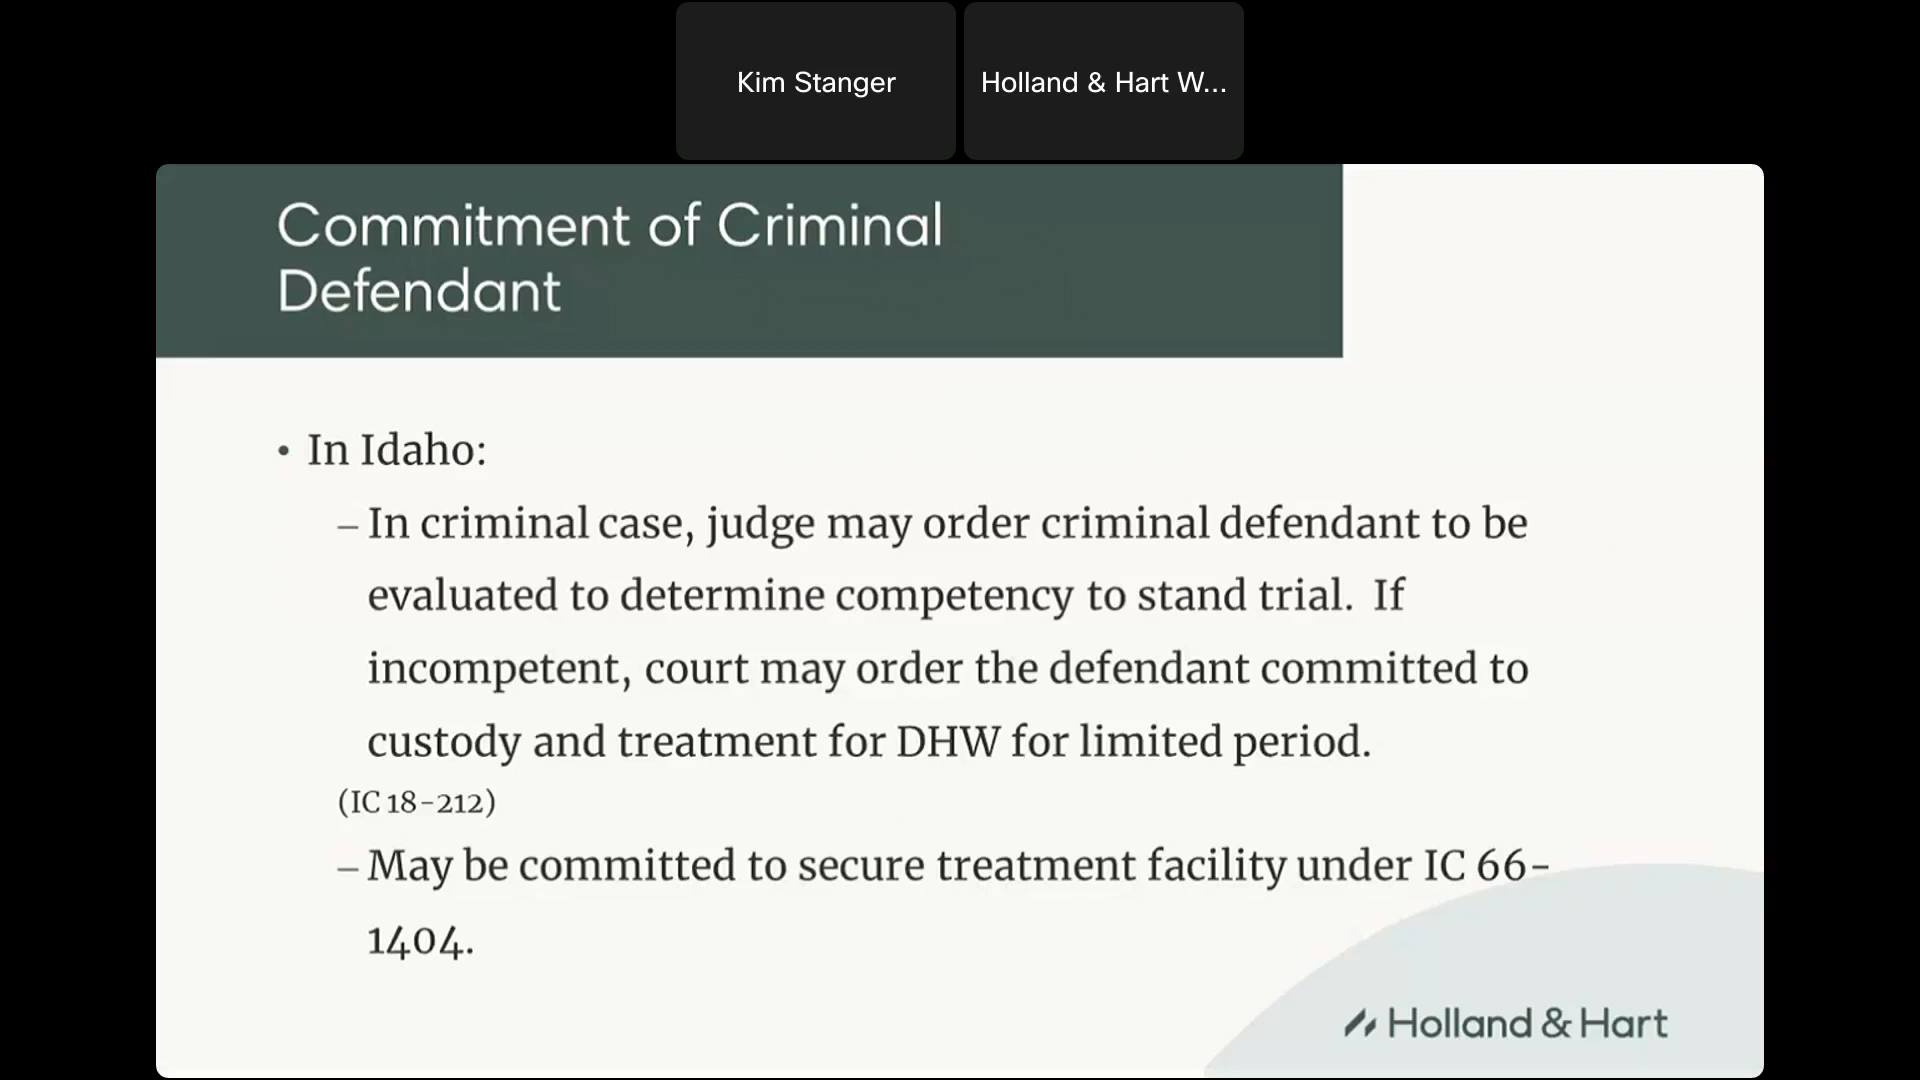 Kim Stanger
Holland & Hart W...
Commitment of Criminal
Defendant
• In Idaho:
– In criminal case, judge may order criminal defendant to be
evaluated to determine competency to stand trial.  If
incompetent, court may order the defendant committed to
custody and treatment for DHW for limited period.
(IC 18-212)
– May be committed to secure treatment facility under IC 66-
1404.
Holland & Hart